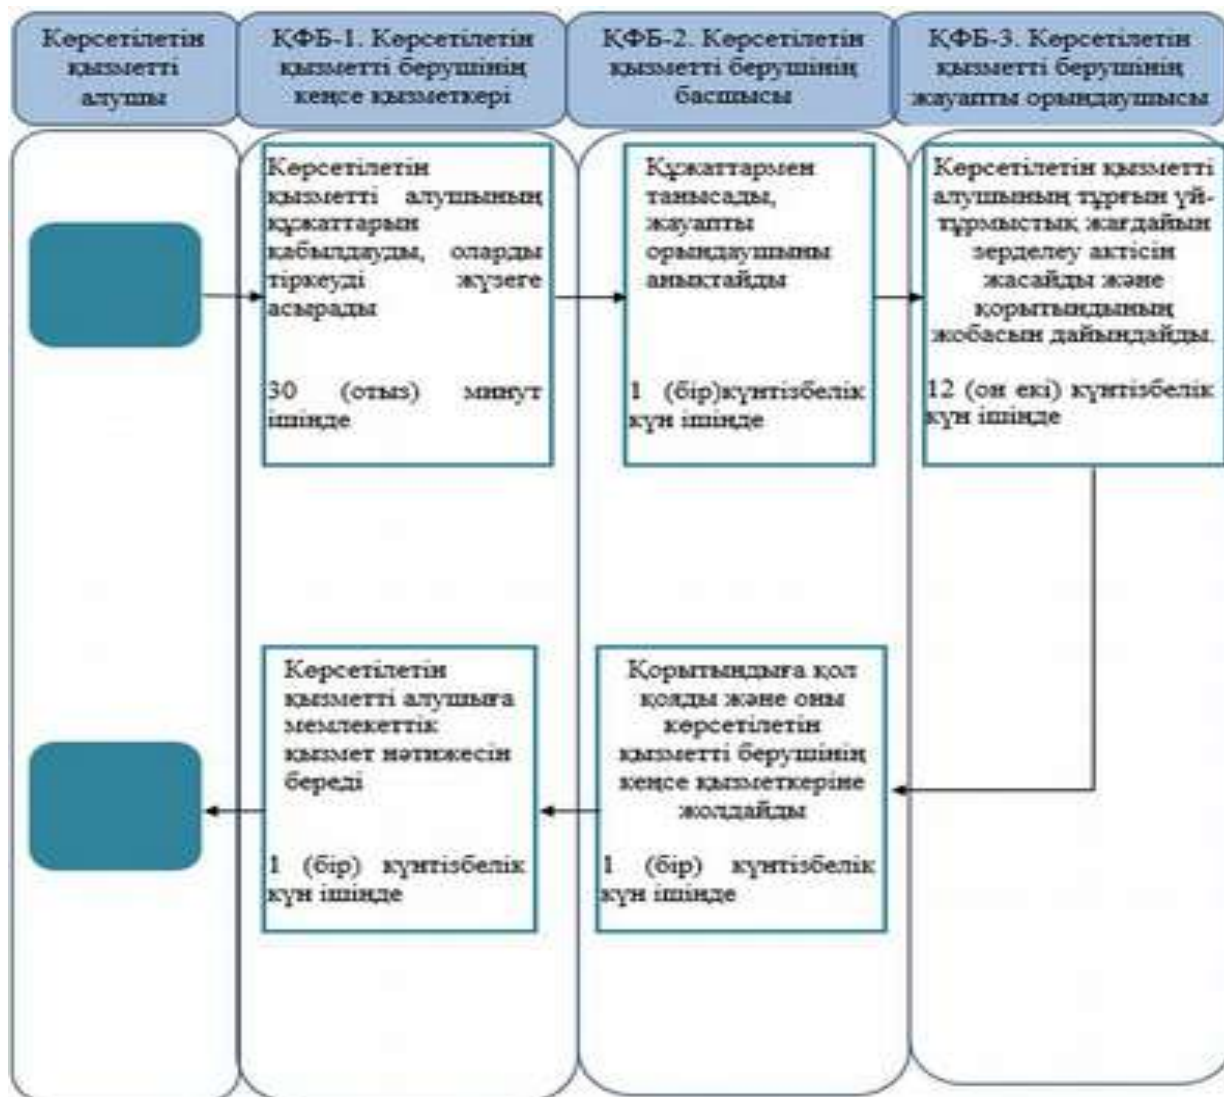 Көрсетілетін
қызметті
алушы
ҚФБ-1. Көрсетілетін
қызметті берушінің
кеңсе қызметкері
ҚФБ-2. Көрсетілетін
қызметті берушінің
басшысы
ҚФБ-3. Көрсетілетін
қызметті берушінің
жауапты орындаушысы
Көрсетілетін
қызметті алушының
құжаттарын
қабылдауды, оларды
тіркеуді жүзеге
асырады
30 (отыз) минут
ішінде
Құжаттармен
танысады,
жауапты
орындаушыны
анықтайды
1 (бір)күнтізбелік
күн ішінде
Көрсетілетін қызметті
алушының тұрғын үй-
тұрмыстық жағдайын
зерделеу актісін
жасайды және
қорытындының
жобасын дайындайды.
12 (он екі) күнтізбелік
күн ішінде
Көрсетілетін
қызметті алушыға
мемлекеттік
қызмет нәтижесін
береді
1 (бір) күнтізбелік
күн ішінде
Қорытындыға қол
қояды және оны
көрсетілетін
қызметті берушінің
кеңсе қызметкеріне
жолдайды
1 (бір) күнтізбелік
күн ішінде